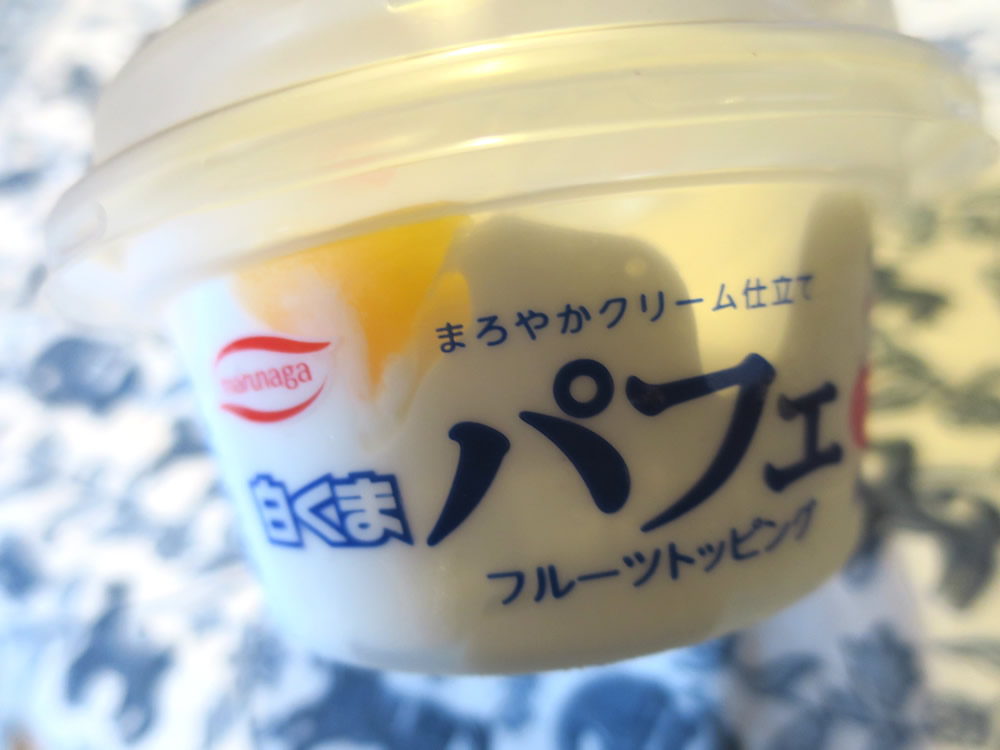 まろやかクリーム仕立て
mannaga
パフェ
白くま
フルーツトッピング